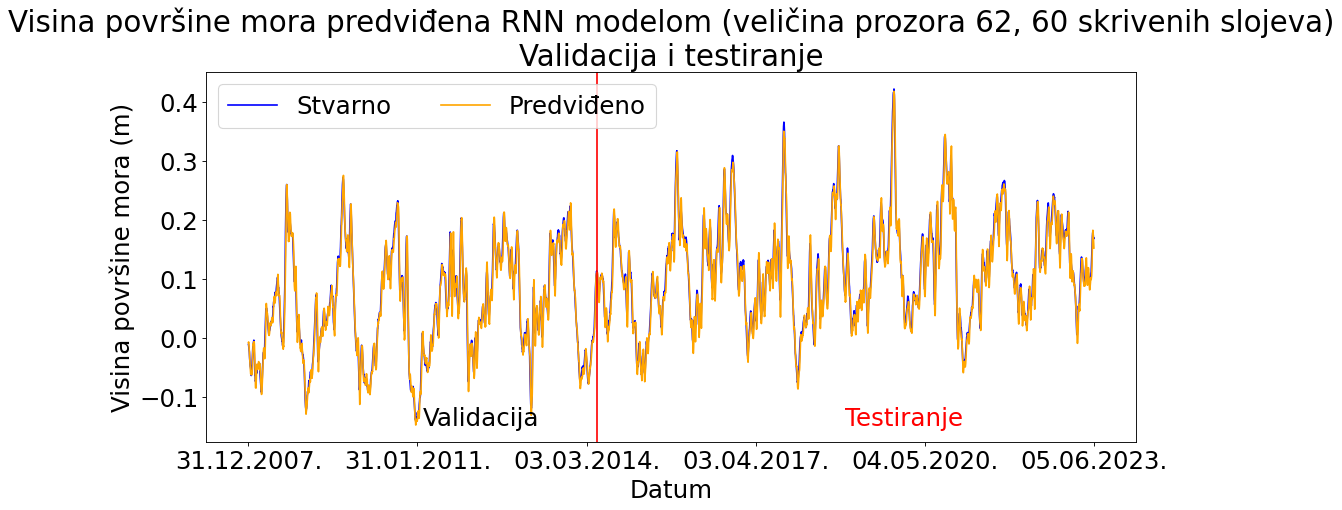 Visina površine mora predviđena RNN modelom (veličina prozora 62, 60 skrivenih slojeva)
Validacija i testiranje
Stvarno
Predviđeno
Visina površine mora (m)
0.4
0.3
0.2
0.1
0.0
−0.1
Validacija
Testiranje
31.12.2007.
31.01.2011.
03.03.2014.
03.04.2017.
04.05.2020.
05.06.2023.
Datum